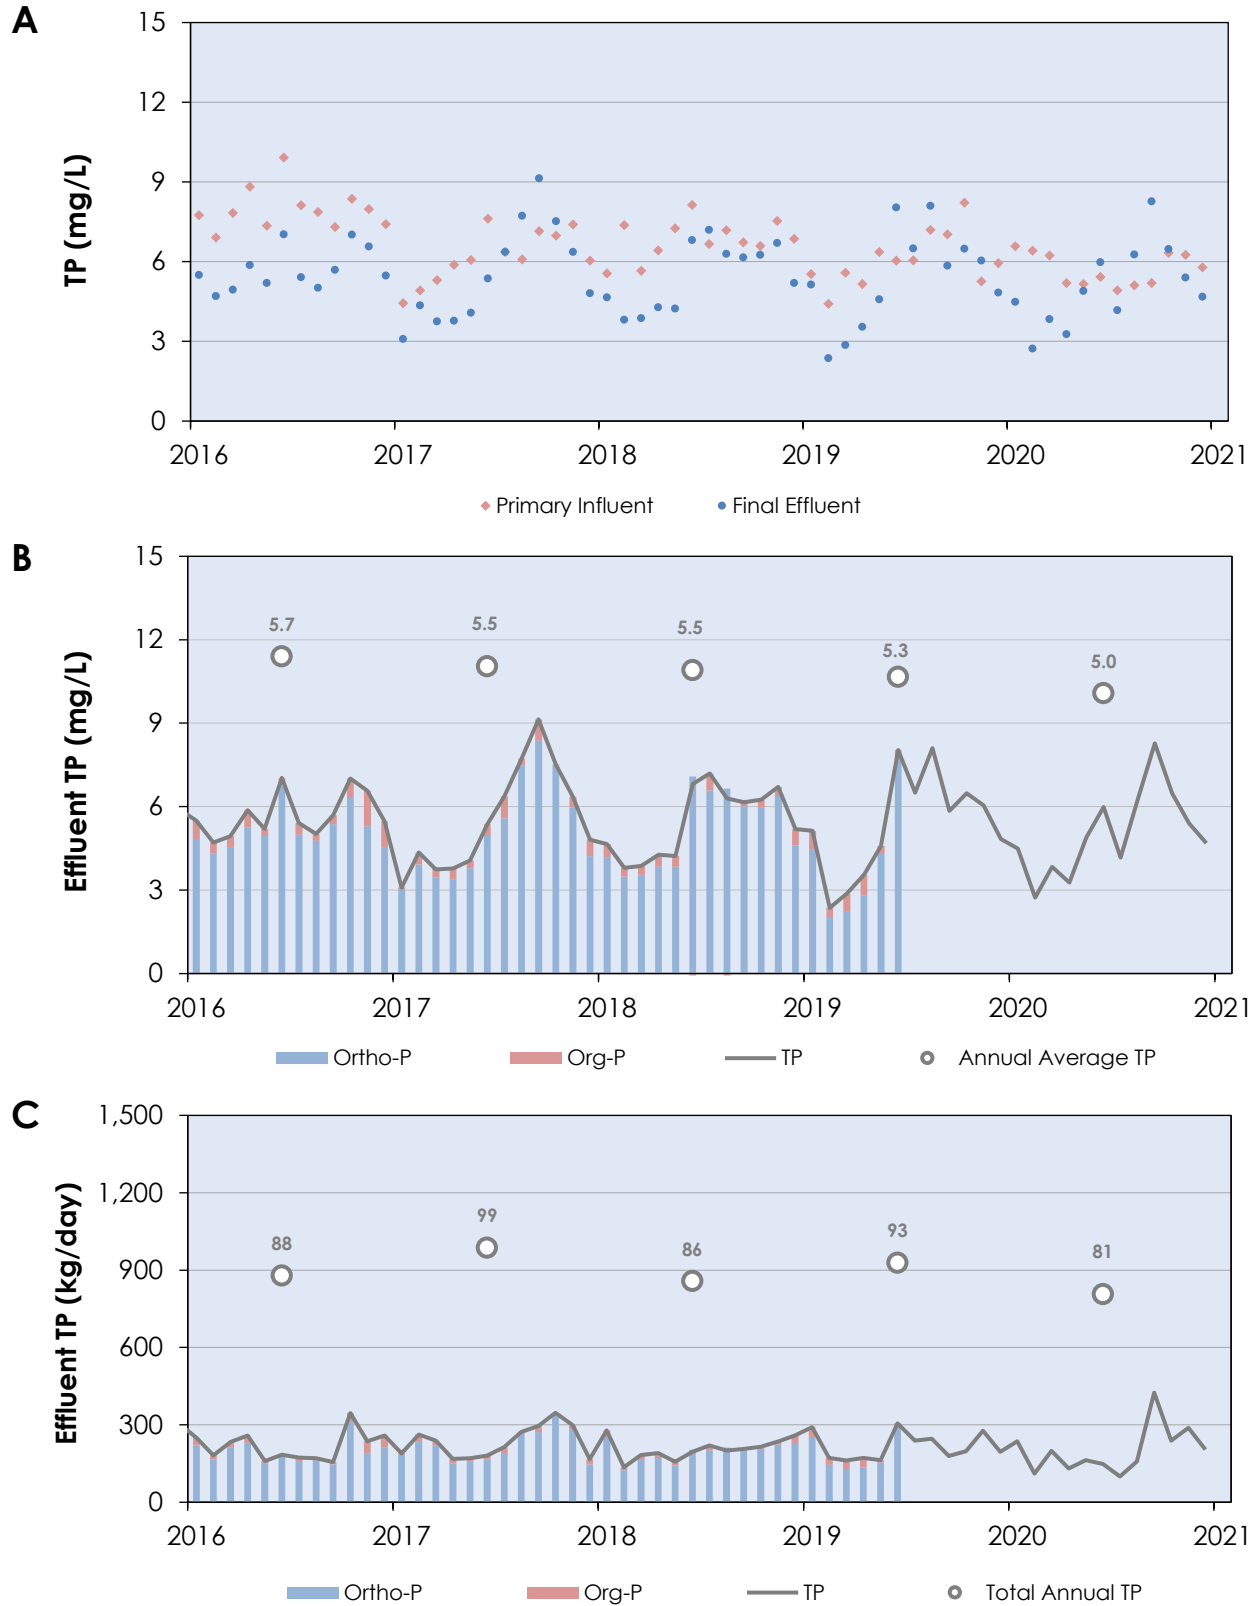 A
TP (mg/L)
15
12
9
6
3
0
2016 2017 2018 2019 2020 2021
Primary Influent Final Effluent
B
Effluent TP (mg/L)
15
12
9
6
3
0
5.7 5.5 5.5 5.3 5.0
2016 2017 2018 2019 2020 2021
Ortho-P Org-P TP Annual Average TP
C
Effluent TP (kg/day)
1,500
1,200
900
600
300
0
88 99 86 93 81
2016 2017 2018 2019 2020 2021
Ortho-P Org-P TP Total Annual TP